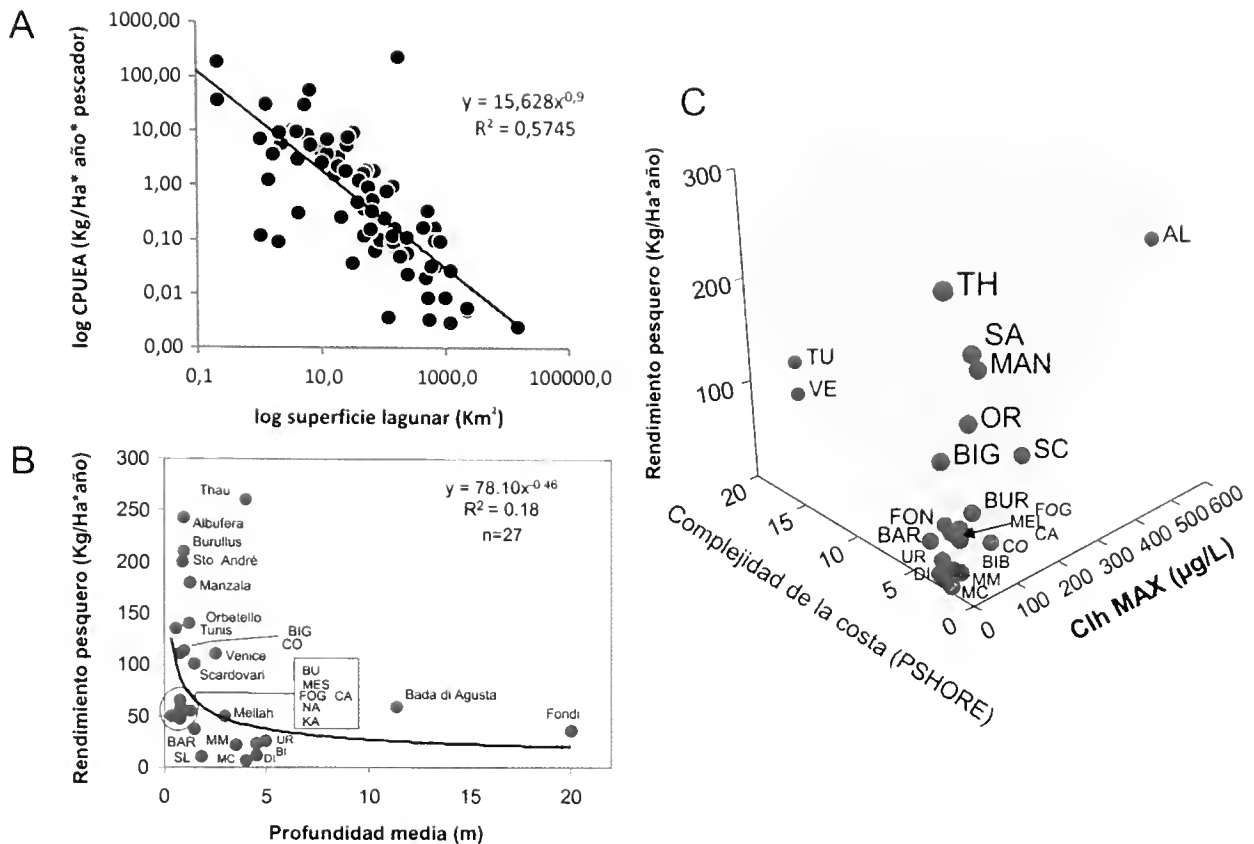 A
1000,00
100,00
10,00
1,00
0,10
0,01
0,00
log CPUEA (Kg/Ha* año* pescador)
y = 15,628x^0,9
R² = 0,5745
0,1
10,0
1000,0
100000,0
log superficie lagunar (Km²)
B
300
250
200
150
100
50
0
Rendimiento pesquero (Kg/Ha*año)
y = 78.10x^-0.46
R² = 0.18
n=27
Thau
Albufera
Burullus
Sto André
Manzala
Orbetello
Tunis
BIG
CO
Venice
Scardovari
BU
MES
FOG CA
NA
KA
Mellah
Bada di Agusta
Fondi
BAR
MM
UR
SL
MC
DI
BI
0
5
10
15
20
Profundidad media (m)
C
300
200
100
Rendimiento pesquero (Kg/Ha*año)
AL
TH
SA
MAN
TU
VE
OR
BIG
SC
BUR
FON
FOG
MEL
CA
BAR
CO
UR
BIB
DI
MM
MC
20
15
10
5
0
Complejidad de la costa (PSHORE)
0
100
200
300
400
500
600
Clh MAX (µg/L)